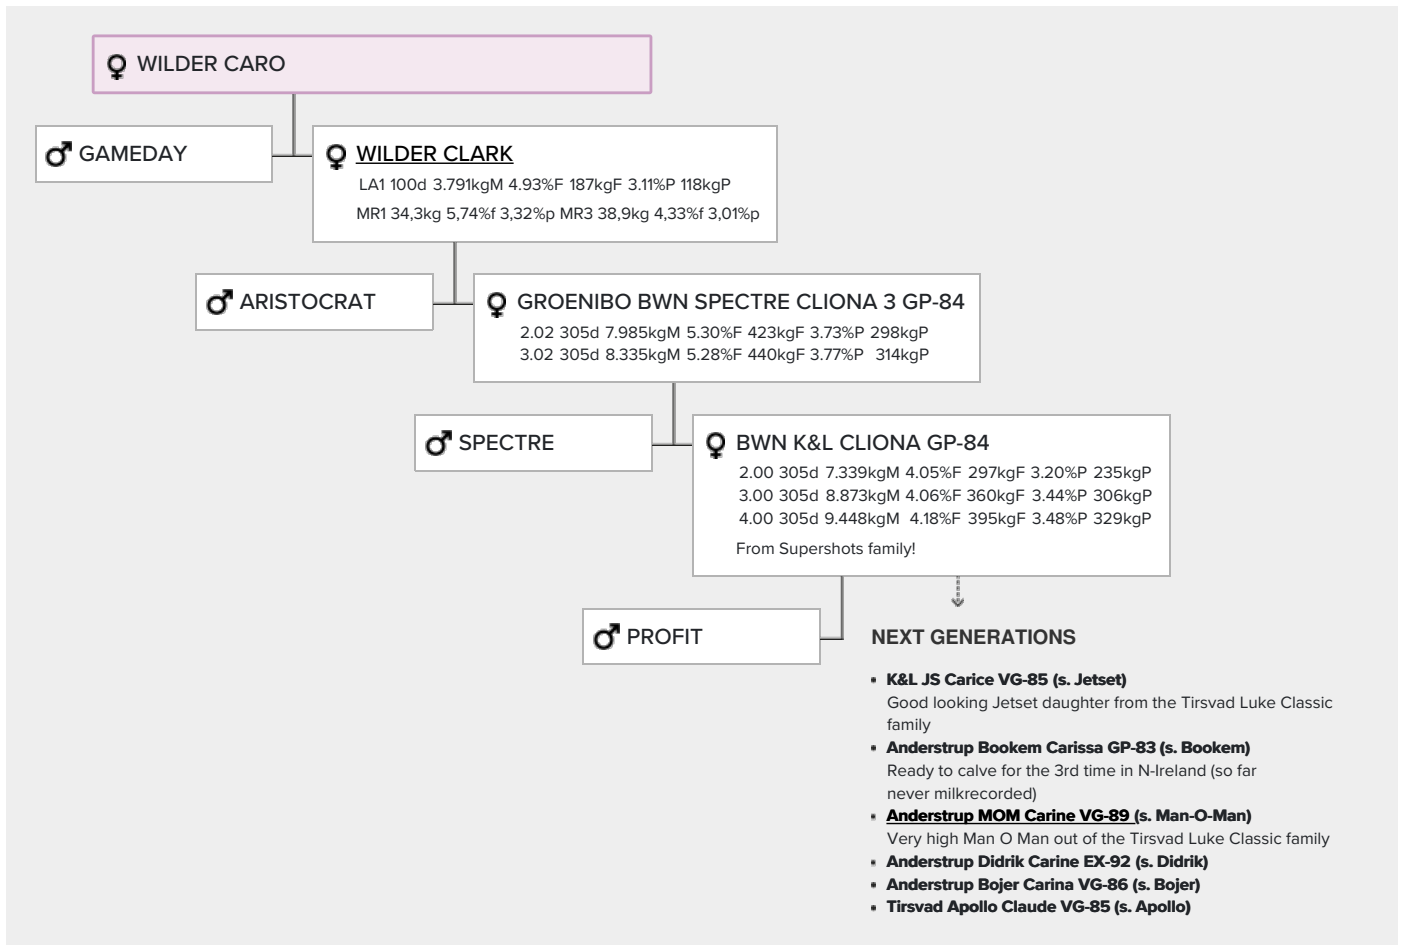 WILDER CARO
GAMEDAY
WILDER CLARK
LA1 100d 3.791kgM 4.93%F 187kgF 3.11%P 118kgP
MR1 34,3kg 5,74%f 3,32%p MR3 38,9kg 4,33%f 3,01%p
ARISTOCRAT
GROENIBO BWN SPECTRE CLIONA 3 GP-84
2.02 305d 7.985kgM 5.30%F 423kgF 3.73%P 298kgP
3.02 305d 8.335kgM 5.28%F 440kgF 3.77%P 314kgP
SPECTRE
BWN K&L CLIONA GP-84
2.00 305d 7.339kgM 4.05%F 297kgF 3.20%P 235kgP
3.00 305d 8.873kgM 4.06%F 360kgF 3.44%P 306kgP
4.00 305d 9.448kgM 4.18%F 395kgF 3.48%P 329kgP
From Supershots family!
PROFIT
NEXT GENERATIONS
• K&L JS Carice VG-85 (s. Jetset)
Good looking Jetset daughter from the Tirsvad Luke Classic
family
• Anderstrup Bookem Carissa GP-83 (s. Bookem)
Ready to calve for the 3rd time in N-Ireland (so far
never milkrecorded)
• Anderstrup MOM Carine VG-89 (s. Man-O-Man)
Very high Man O Man out of the Tirsvad Luke Classic family
• Anderstrup Didrik Carine EX-92 (s. Didrik)
• Anderstrup Bojer Carina VG-86 (s. Bojer)
• Tirsvad Apollo Claude VG-85 (s. Apollo)